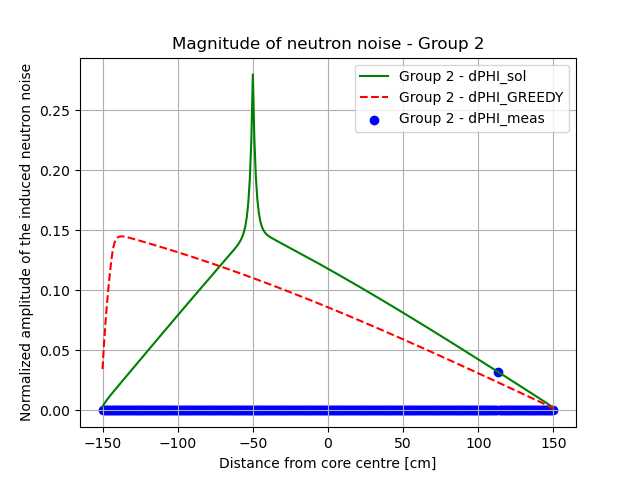 Magnitude of neutron noise - Group 2
Group 2 - dPHI_sol
Group 2 - dPHI_GREEDY
Group 2 - dPHI_meas
Normalized amplitude of the induced neutron noise
0.25
0.20
0.15
0.10
0.05
0.00
−150 −100 −50 0 50 100 150
Distance from core centre [cm]